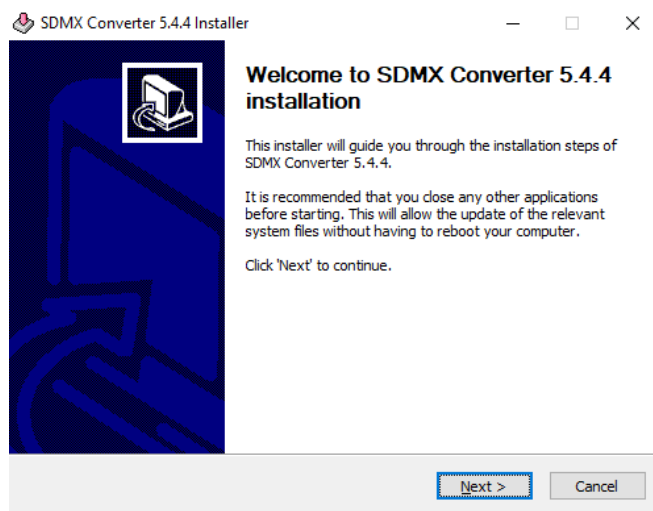 SDMX Converter 5.4.4 Installer
Welcome to SDMX Converter 5.4.4
installation
This installer will guide you through the installation steps of
SDMX Converter 5.4.4.
It is recommended that you close any other applications
before starting. This will allow the update of the relevant
system files without having to reboot your computer.
Click 'Next' to continue.
Next >
Cancel